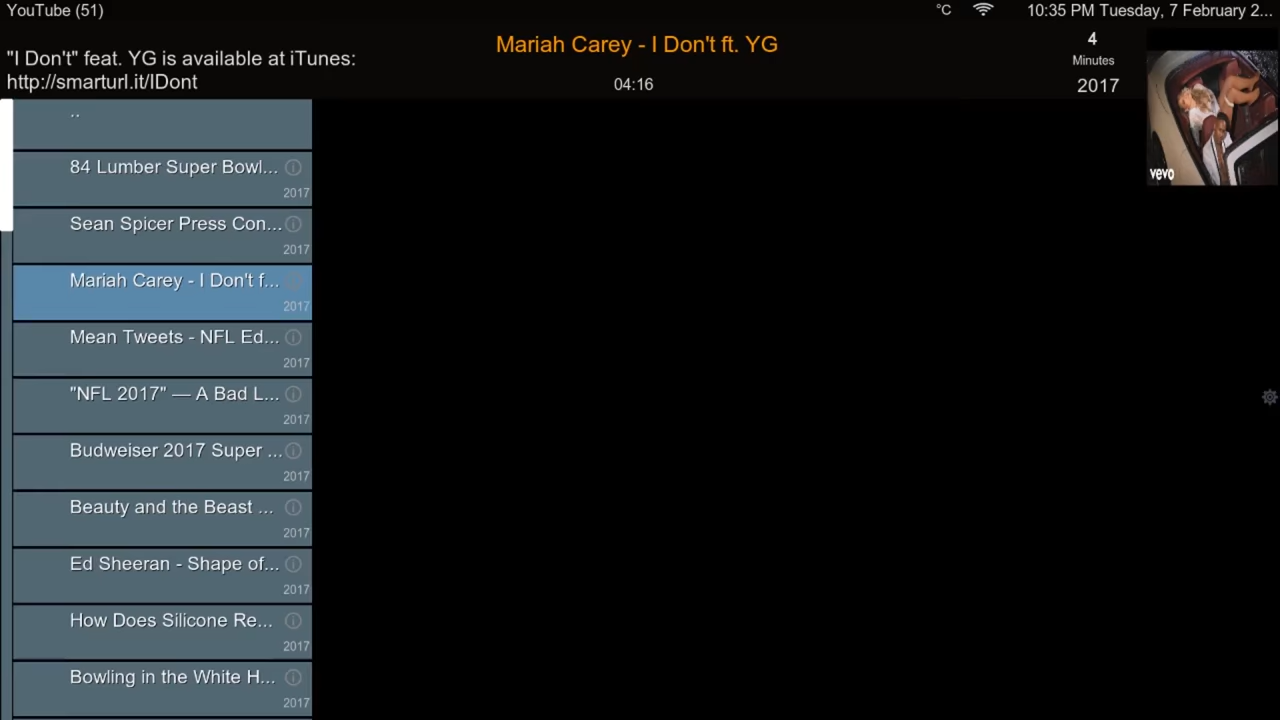 YouTube (51)
°C
10:35 PM Tuesday, 7 February 2...
"I Don't" feat. YG is available at iTunes:
http://smarturl.it/IDont
Mariah Carey - I Don't ft. YG
04:16
4
Minutes
2017
vevo
..
84 Lumber Super Bowl...
2017
Sean Spicer Press Con...
2017
Mariah Carey - I Don't f...
2017
Mean Tweets - NFL Ed...
2017
"NFL 2017" — A Bad L...
2017
Budweiser 2017 Super ...
2017
Beauty and the Beast ...
2017
Ed Sheeran - Shape of...
2017
How Does Silicone Re...
2017
Bowling in the White H...
2017